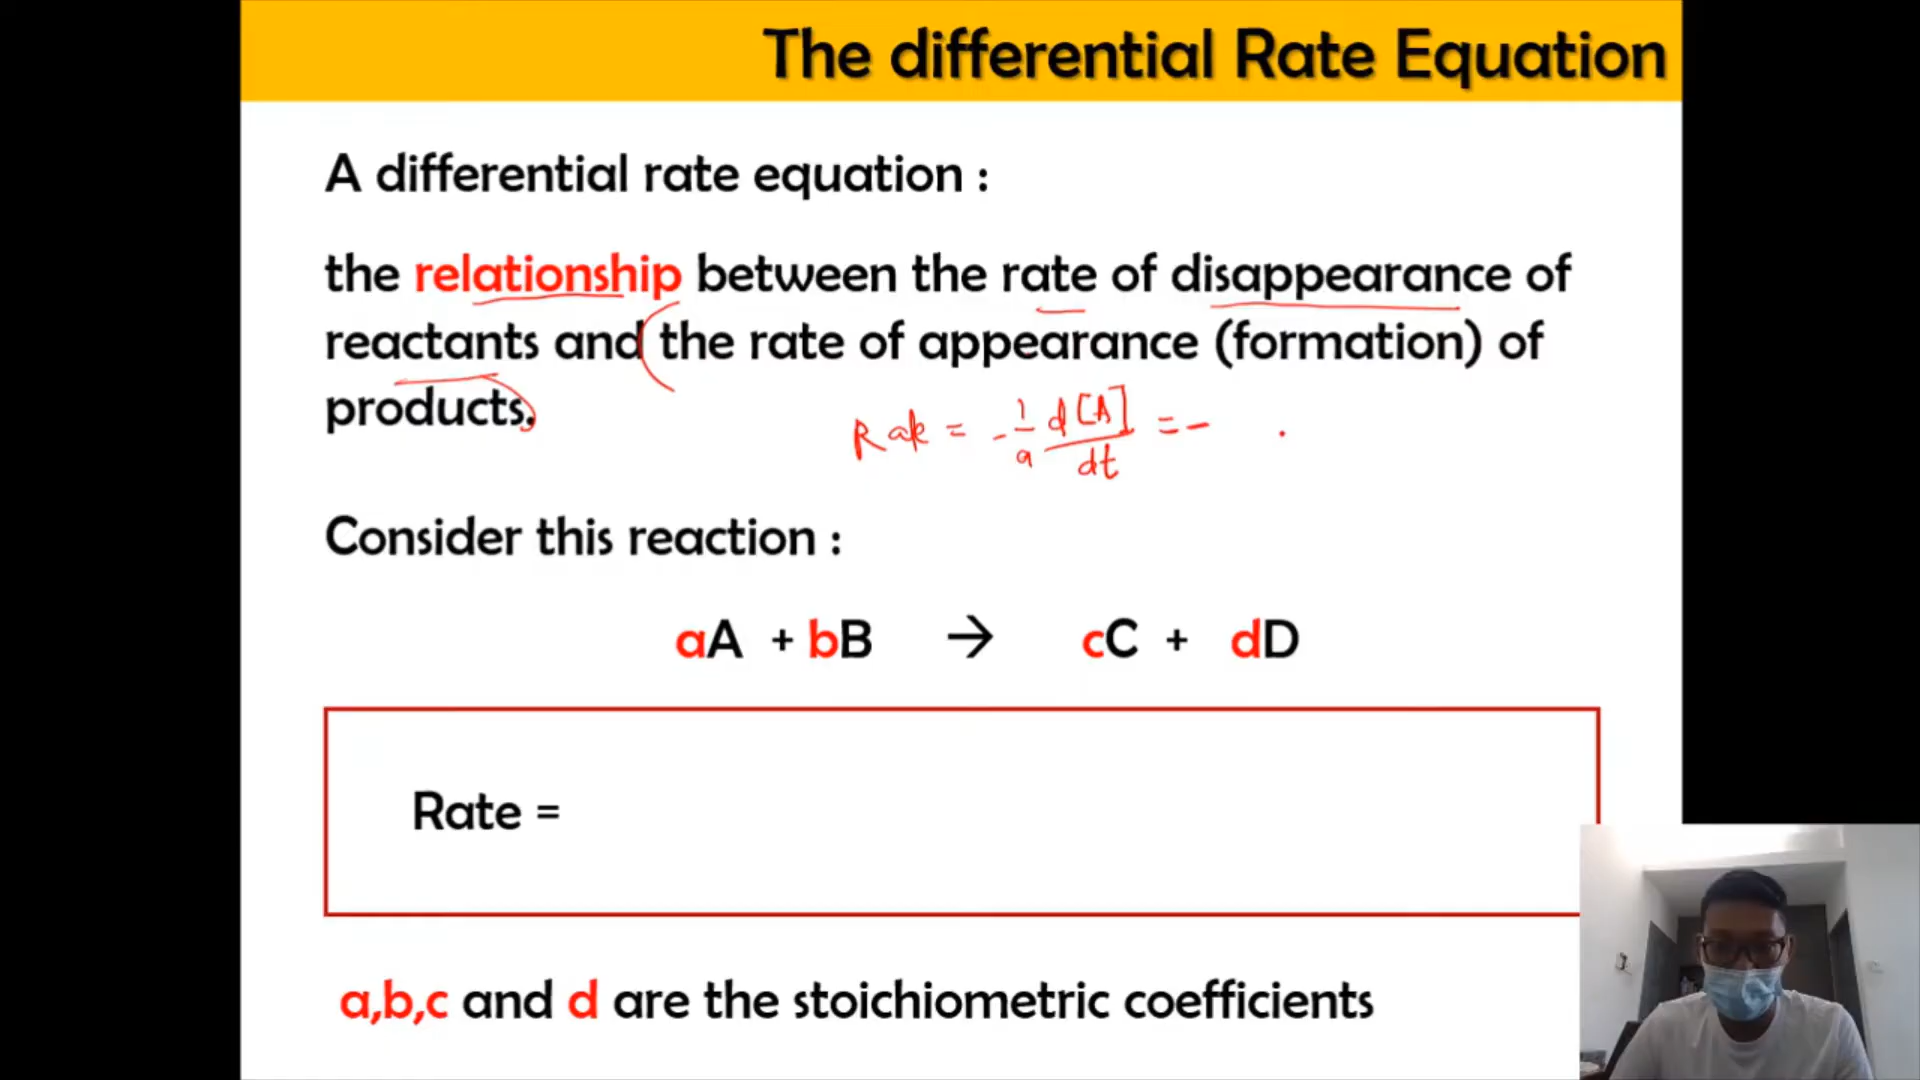 The differential Rate Equation
A differential rate equation :
the relationship between the rate of disappearance of
reactants and the rate of appearance (formation) of
products.
Rate = - 1/a d[A]/dt = -
Consider this reaction :
aA + bB → cC + dD
Rate =
a,b,c and d are the stoichiometric coefficients